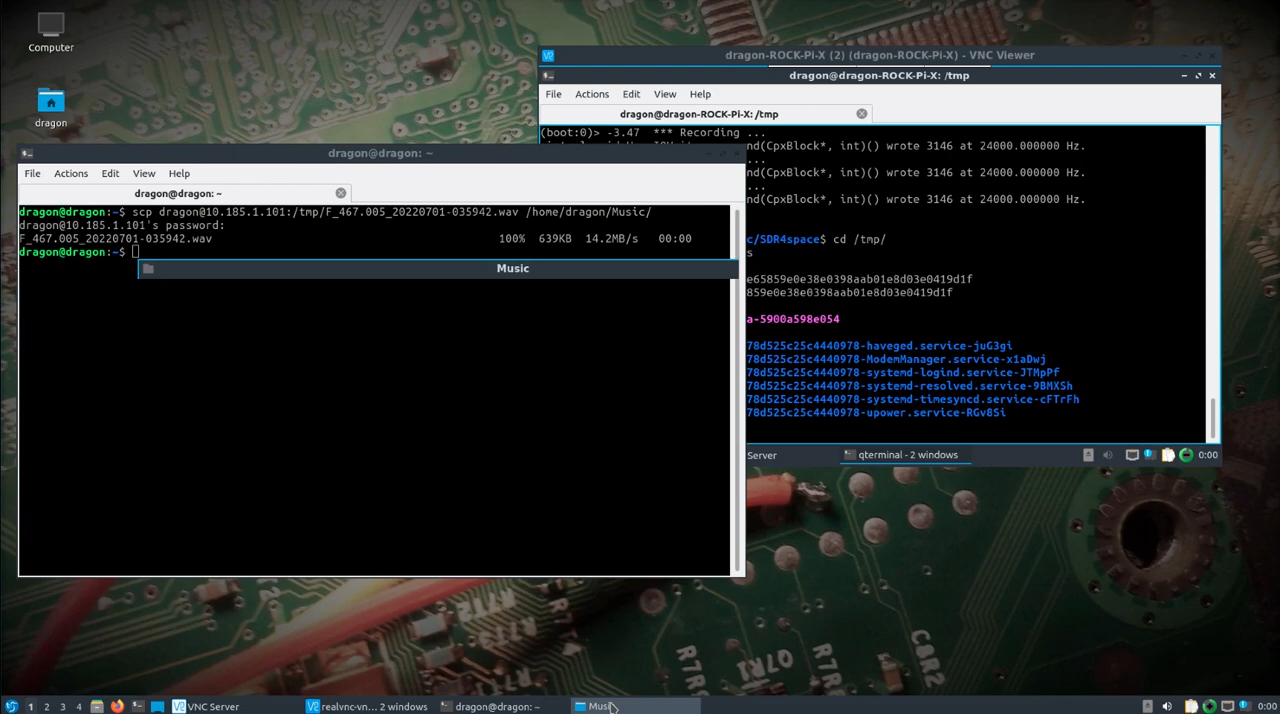 Computer
dragon
dragon-ROCK-Pi-X (2) (dragon-ROCK-Pi-X) - VNC Viewer
dragon@dragon-ROCK-Pi-X: /tmp
File Actions Edit View Help
dragon@dragon-ROCK-Pi-X: /tmp
(boot:0)> -3.47 *** Recording ...
nd(CpxBlock*, int)() wrote 3146 at 24000.000000 Hz.
...
nd(CpxBlock*, int)() wrote 3146 at 24000.000000 Hz.
...
nd(CpxBlock*, int)() wrote 3146 at 24000.000000 Hz.
c/SDR4space$ cd /tmp/
s
e65859e0e38e0398aab01e8d03e0419d1f
859e0e38e0398aab01e8d03e0419d1f
a-5900a598e054
78d525c25c4440978-haveged.service-juG3gi
78d525c25c4440978-ModemManager.service-x1aDwj
78d525c25c4440978-systemd-logind.service-JTMpPf
78d525c25c4440978-systemd-resolved.service-9BMXSh
78d525c25c4440978-systemd-timesyncd.service-cFTrFh
78d525c25c4440978-upower.service-RGv8Si
Server
qterminal - 2 windows
0:00
dragon@dragon: ~
File Actions Edit View Help
dragon@dragon: ~
dragon@dragon:~$ scp dragon@10.185.1.101:/tmp/F_467.005_20220701-035942.wav /home/dragon/Music/
dragon@10.185.1.101's password:
F_467.005_20220701-035942.wav 100% 639KB 14.2MB/s 00:00
dragon@dragon:~$
Music
1 2 3 4 VNC Server realvnc-vn... 2 windows dragon@dragon: ~ Music 0:00